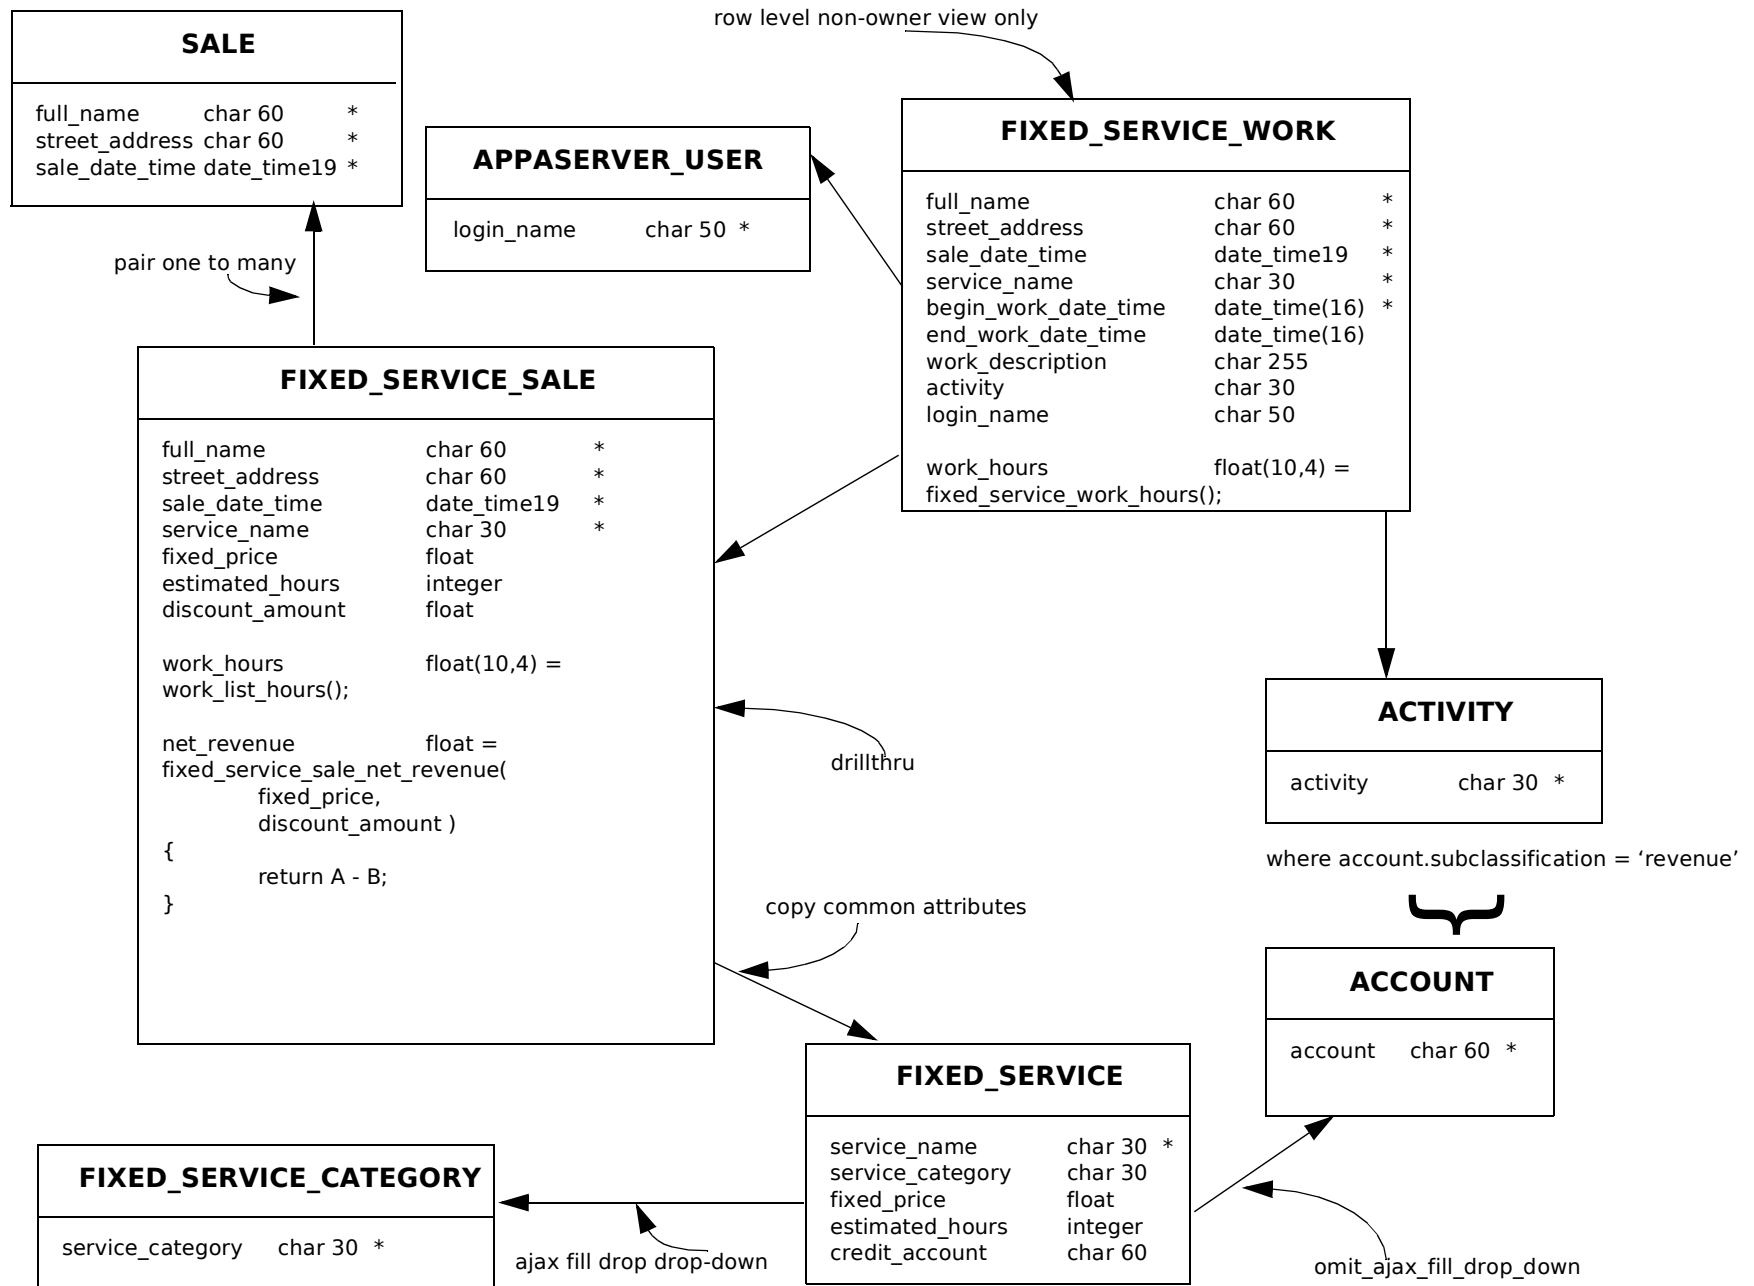 row level non-owner view only
SALE
full_name char 60 *
street_address char 60 *
sale_date_time date_time19 *
APPASERVER_USER
login_name char 50 *
FIXED_SERVICE_WORK
full_name char 60 *
street_address char 60 *
sale_date_time date_time19 *
service_name char 30 *
begin_work_date_time date_time(16) *
end_work_date_time date_time(16)
work_description char 255
activity char 30
login_name char 50
work_hours float(10,4) =
fixed_service_work_hours();
pair one to many
FIXED_SERVICE_SALE
full_name char 60 *
street_address char 60 *
sale_date_time date_time19 *
service_name char 30 *
fixed_price float
estimated_hours integer
discount_amount float
work_hours float(10,4) =
work_list_hours();
net_revenue float =
fixed_service_sale_net_revenue(
fixed_price,
discount_amount )
{
return A - B;
}
drillthru
ACTIVITY
activity char 30 *
where account.subclassification = ‘revenue’
}
copy common attributes
ACCOUNT
account char 60 *
FIXED_SERVICE
service_name char 30 *
service_category char 30
fixed_price float
estimated_hours integer
credit_account char 60
FIXED_SERVICE_CATEGORY
service_category char 30 *
ajax fill drop drop-down
omit_ajax_fill_drop_down